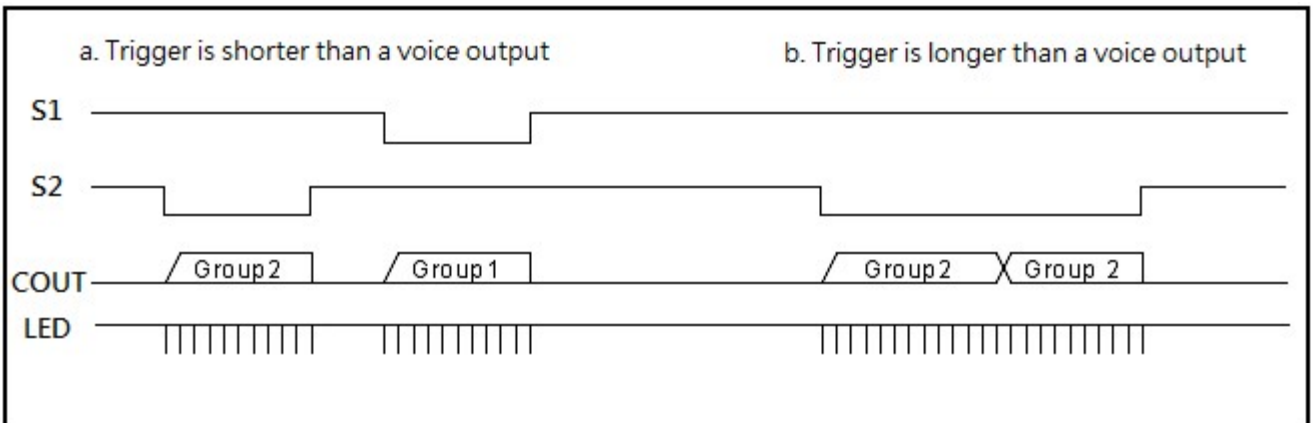 a. Trigger is shorter than a voice output
b. Trigger is longer than a voice output
S1
S2
COUT
Group2
Group1
Group2
Group 2
LED